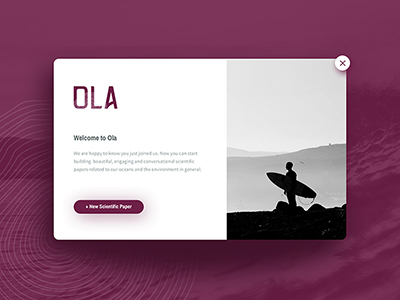 OLA
Welcome to Ola
We are happy to know you just joined us. Now you can start
building, beautiful, engaging and conversational scientific
papers related to our oceans and the environment in general.
+ New Scientific Paper